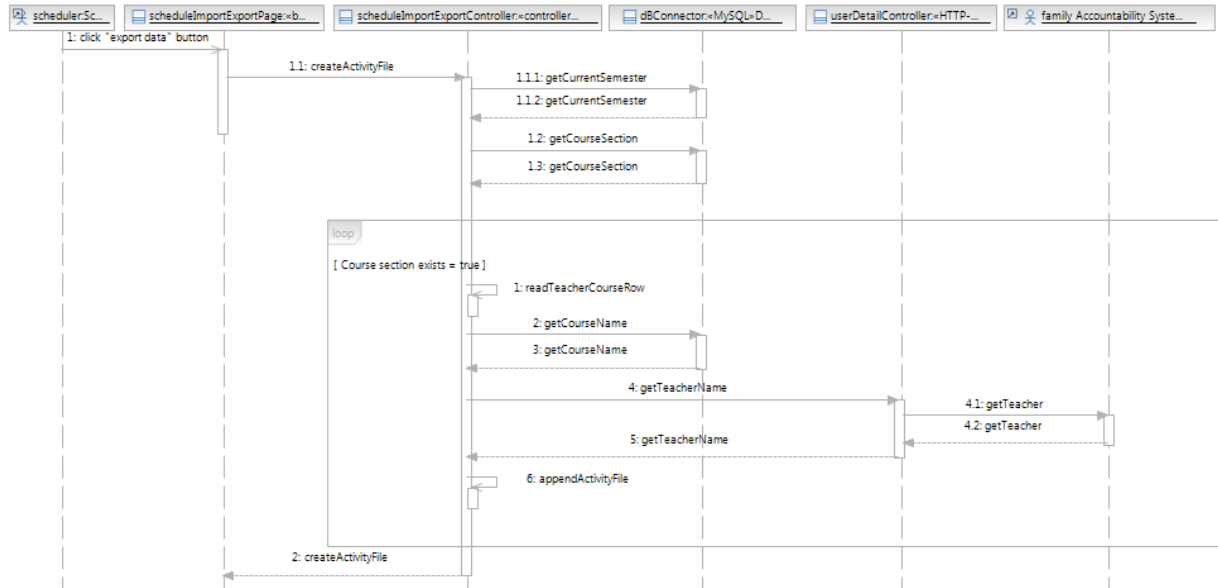 scheduler:Sc...
scheduleImportExportPage:«b...
scheduleImportExportController:«controller...
dBConnector:«MySQL»D...
userDetailController:«HTTP-...
family Accountability Syste...
1: click "export data" button
1.1: createActivityFile
1.1.1: getCurrentSemester
1.1.2: getCurrentSemester
1.2: getCourseSection
1.3: getCourseSection
loop
[ Course section exists = true ]
1: readTeacherCourseRow
2: getCourseName
3: getCourseName
4: getTeacherName
4.1: getTeacher
4.2: getTeacher
5: getTeacherName
6: appendActivityFile
2: createActivityFile